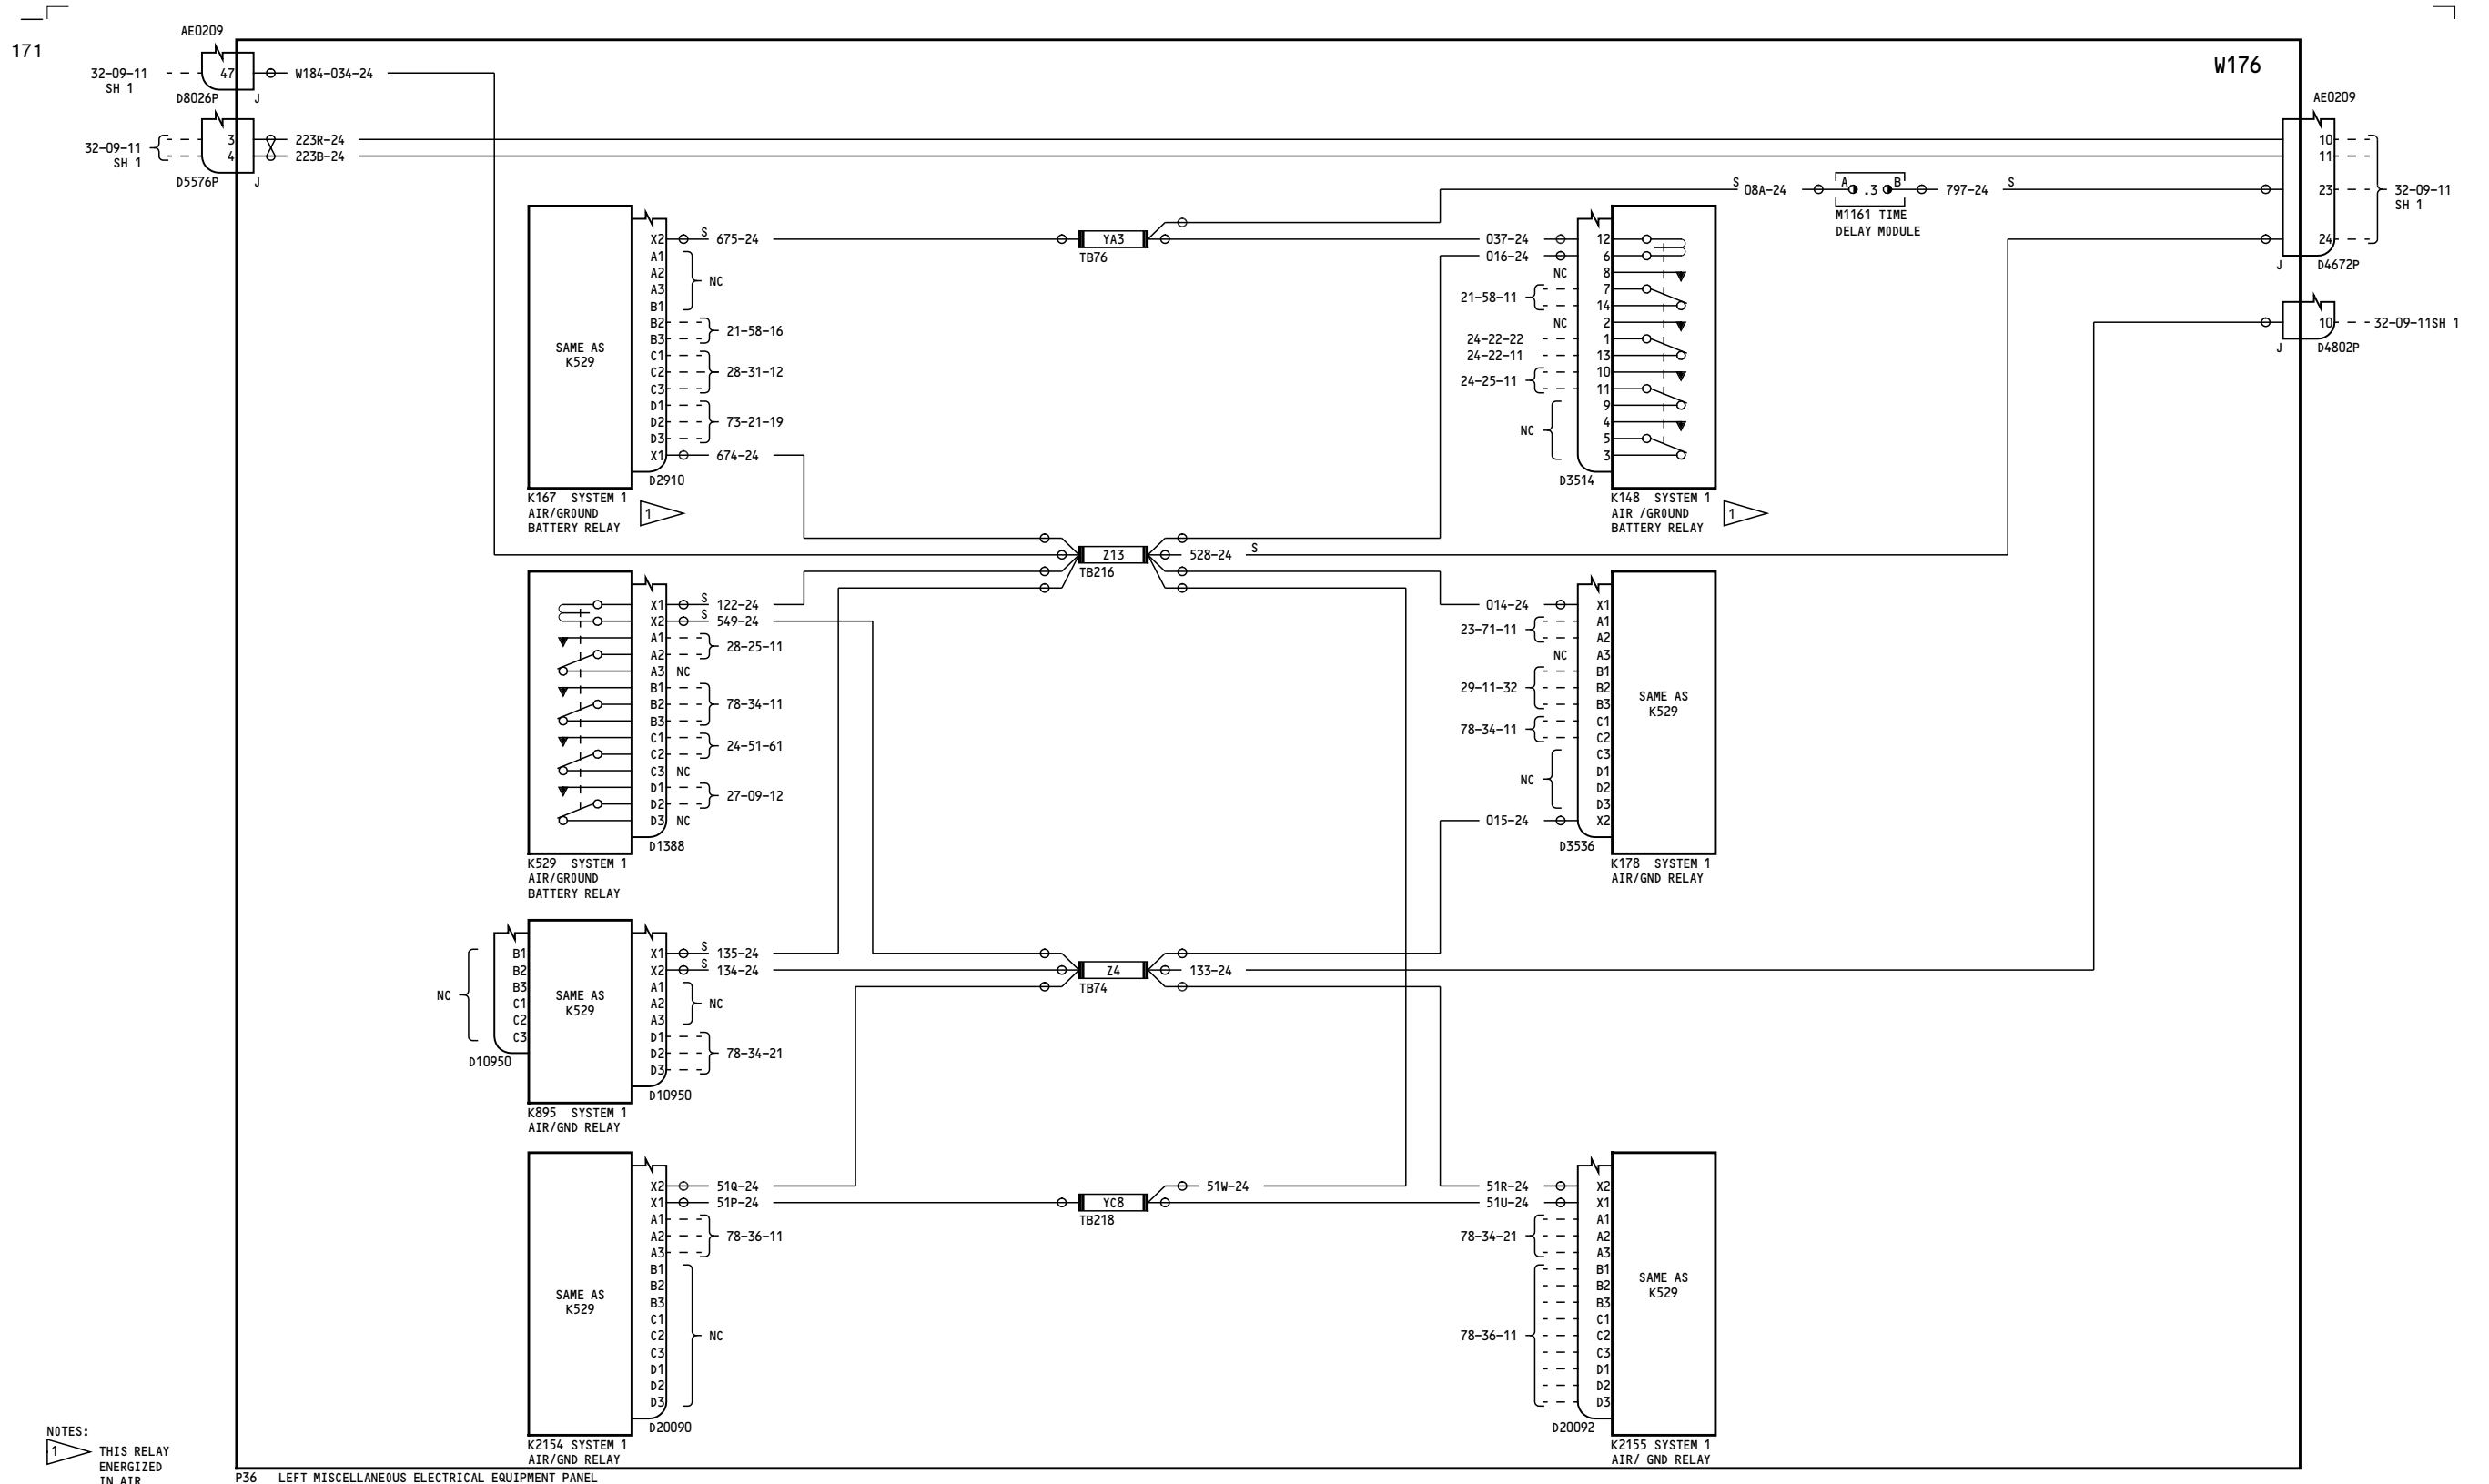 171
AE0209
W176
32-09-11
SH 1
47
W184-034-24
D8026P
J
32-09-11
SH 1
3
223R-24
4
223B-24
D5576P
J
AE0209
10
11
23
24
32-09-11
SH 1
J
D4672P
10
32-09-11SH 1
J
D4802P
S
08A-24
A
.3
B
797-24
S
M1161 TIME
DELAY MODULE
SAME AS
K529
X2
S
675-24
A1
A2
A3
B1
NC
B2
B3
21-58-16
C1
C2
C3
28-31-12
D1
D2
D3
73-21-19
X1
674-24
D2910
K167 SYSTEM 1
AIR/GROUND
BATTERY RELAY
1
YA3
TB76
037-24
12
016-24
6
NC
8
21-58-11
7
14
NC
2
24-22-22
1
24-22-11
13
24-25-11
10
11
NC
9
4
5
3
D3514
K148 SYSTEM 1
AIR /GROUND
BATTERY RELAY
1
Z13
TB216
528-24
S
X1
S
122-24
X2
S
549-24
A1
A2
28-25-11
A3
NC
B1
B2
B3
78-34-11
C1
C2
24-51-61
C3
NC
D1
D2
27-09-12
D3
NC
D1388
K529 SYSTEM 1
AIR/GROUND
BATTERY RELAY
014-24
X1
23-71-11
A1
A2
NC
A3
29-11-32
B1
B2
B3
78-34-11
C1
C2
NC
C3
D1
D2
D3
015-24
X2
SAME AS
K529
D3536
K178 SYSTEM 1
AIR/GND RELAY
NC
B1
B2
B3
C1
C2
C3
D10950
SAME AS
K529
X1
S
135-24
X2
S
134-24
A1
A2
A3
NC
D1
D2
D3
78-34-21
D10950
K895 SYSTEM 1
AIR/GND RELAY
Z4
TB74
133-24
SAME AS
K529
X2
51Q-24
X1
51P-24
A1
A2
A3
78-36-11
B1
B2
B3
C1
C2
C3
D1
D2
D3
NC
D20090
K2154 SYSTEM 1
AIR/GND RELAY
YC8
TB218
51W-24
51R-24
X2
51U-24
X1
78-34-21
A1
A2
A3
78-36-11
B1
B2
B3
C1
C2
C3
D1
D2
D3
SAME AS
K529
D20092
K2155 SYSTEM 1
AIR/ GND RELAY
NOTES:
1
THIS RELAY
ENERGIZED
IN AIR
P36 LEFT MISCELLANEOUS ELECTRICAL EQUIPMENT PANEL